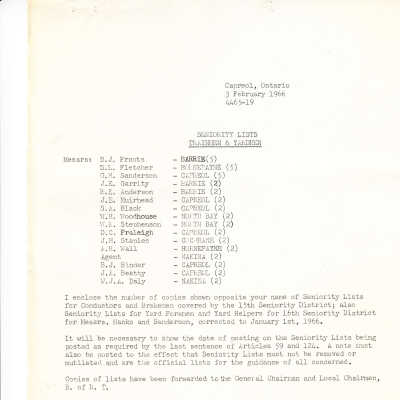 Capreol, Ontario
3 February 1966
4465-19
SENIORITY LISTS
TRAINMEN & YARDMEN
Messrs: - BARRIE(5)
D.L. Fletcher - HORNEPAYNE (5)
G.H. Sanderson - CAPREOL (5)
J.K. Garrity - BARRIE (2)
R.E. Anderson - BARRIE (2)
J.E. Muirhead - CAPREOL (2)
S.A. Black - CAPREOL (2)
M.R. Woodhouse - NORTH BAY (2)
W.A. Stephenson - NORTH BAY (2)
D.C. Fraleigh - CAPREOL (2)
J.M. Staples - COCHRANE (2)
A.R. Wall - HORNEPAYNE (2)
Agent - NAKINA (2)
B.J. Binder - CAPREOL (2)
J.A. Beatty - CAPREOL (2)
W.J.A. Daly - NAKINA (2)
I enclose the number of copies shown opposite your name of Seniority Lists
for Conductors and Brakemen covered by the 15th Seniority District; also
Seniority Lists for Yard Foremen and Yard Helpers for 16th Seniority District
for Messrs. Hanks and Sanderson, corrected to January 1st, 1966.
It will be necessary to show the date of posting on the Seniority Lists being
posted as required by the last sentence of Articles 59 and 124. A note must
also be posted to the effect that Seniority Lists must not be removed or
mutilated and are the official lists for the guidance of all concerned.
Copies of lists have been forwarded to the General Chairman and Local Chairman,
B. of R. T.